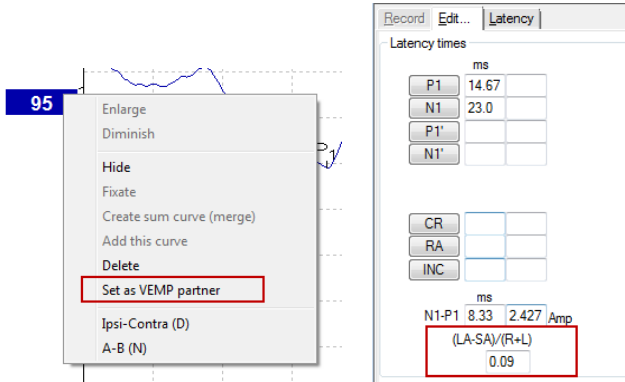 95
Enlarge
Diminish
Hide
Fixate
Create sum curve (merge)
Add this curve
Delete
Set as VEMP partner
Ipsi-Contra (D)
A-B (N)
P1
Record Edit... Latency
Latency times
ms
P1 14.67
N1 23.0
P1'
N1'
CR
RA
INC
ms
N1-P1 8.33 2.427 Amp
(LA-SA)/(R+L)
0.09